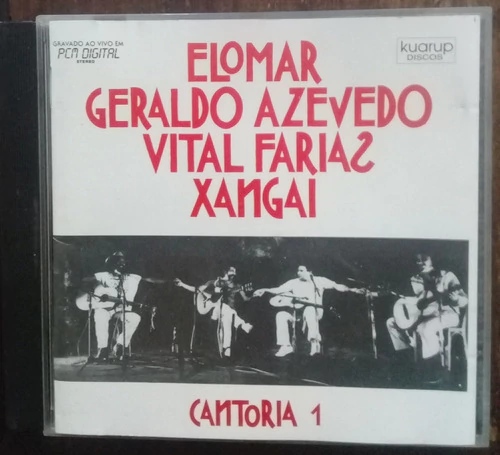 GRAVADO AO VIVO EM
PCM DIGITAL
STEREO
kuarup
DISCOS
ELOMAR
GERALDO AZEVEDO
VITAL FARIAS
XANGAI
CANTORIA 1